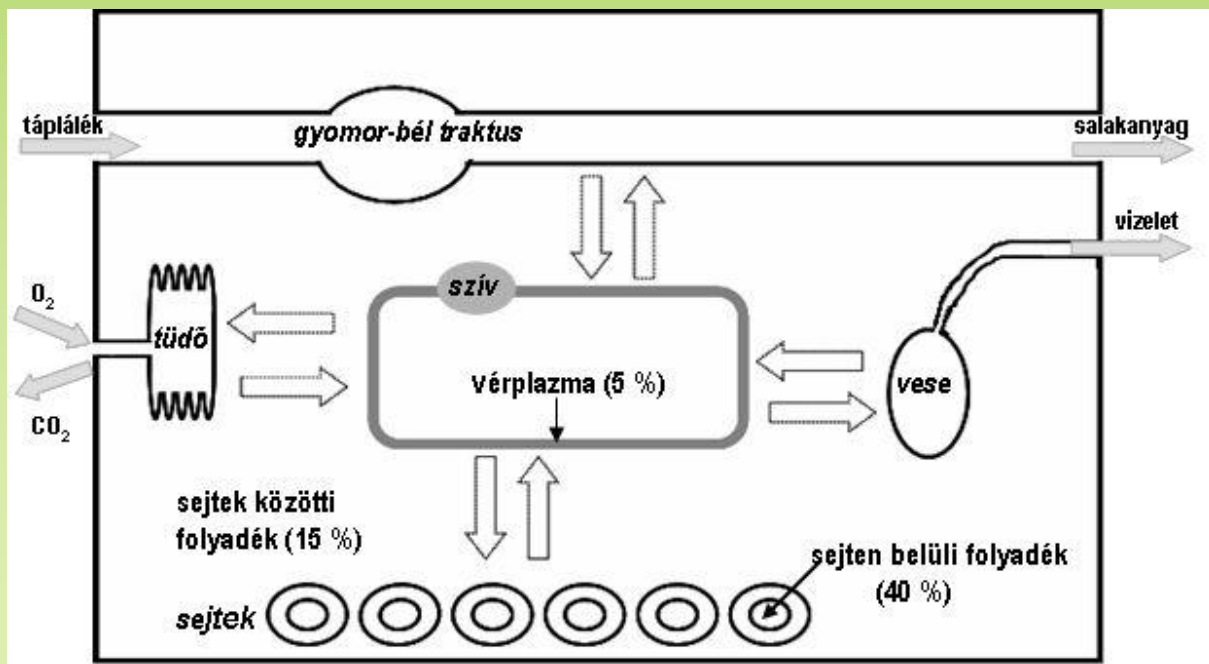 táplálék
gyomor-bél traktus
salakanyag
vizelet
O₂
tüdõ
CO₂
szív
vérplazma (5 %)
vese
sejtek közötti
folyadék (15 %)
sejten belüli folyadék
(40 %)
sejtek